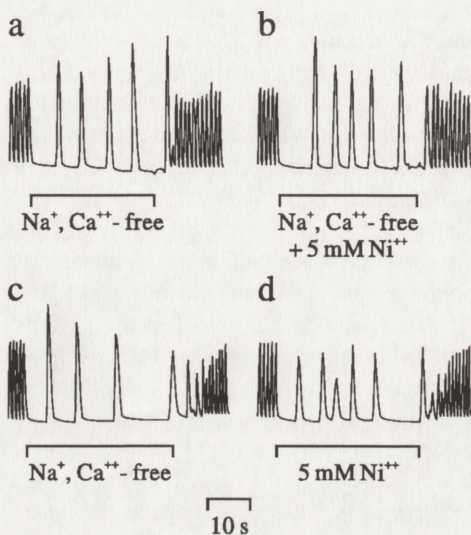 a
b
Na⁺, Ca⁺⁺- free
Na⁺, Ca⁺⁺- free
+ 5 mM Ni⁺⁺
c
d
Na⁺, Ca⁺⁺- free
5 mM Ni⁺⁺
10 s